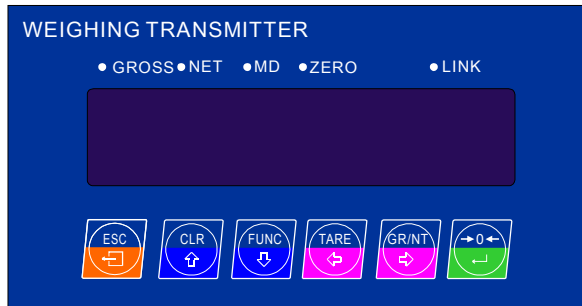 WEIGHING TRANSMITTER
GROSS NET MD ZERO LINK
ESC CLR FUNC TARE GR/NT →0←